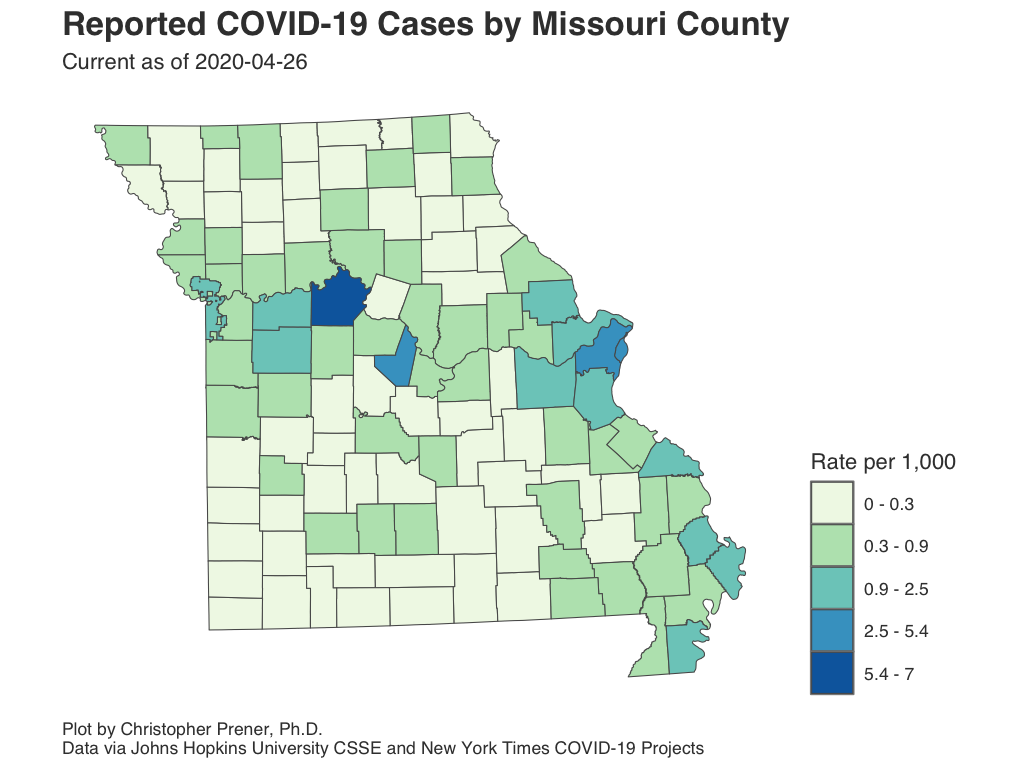 Reported COVID-19 Cases by Missouri County
Current as of 2020-04-26
Rate per 1,000
0 - 0.3
0.3 - 0.9
0.9 - 2.5
2.5 - 5.4
5.4 - 7
Plot by Christopher Prener, Ph.D.
Data via Johns Hopkins University CSSE and New York Times COVID-19 Projects